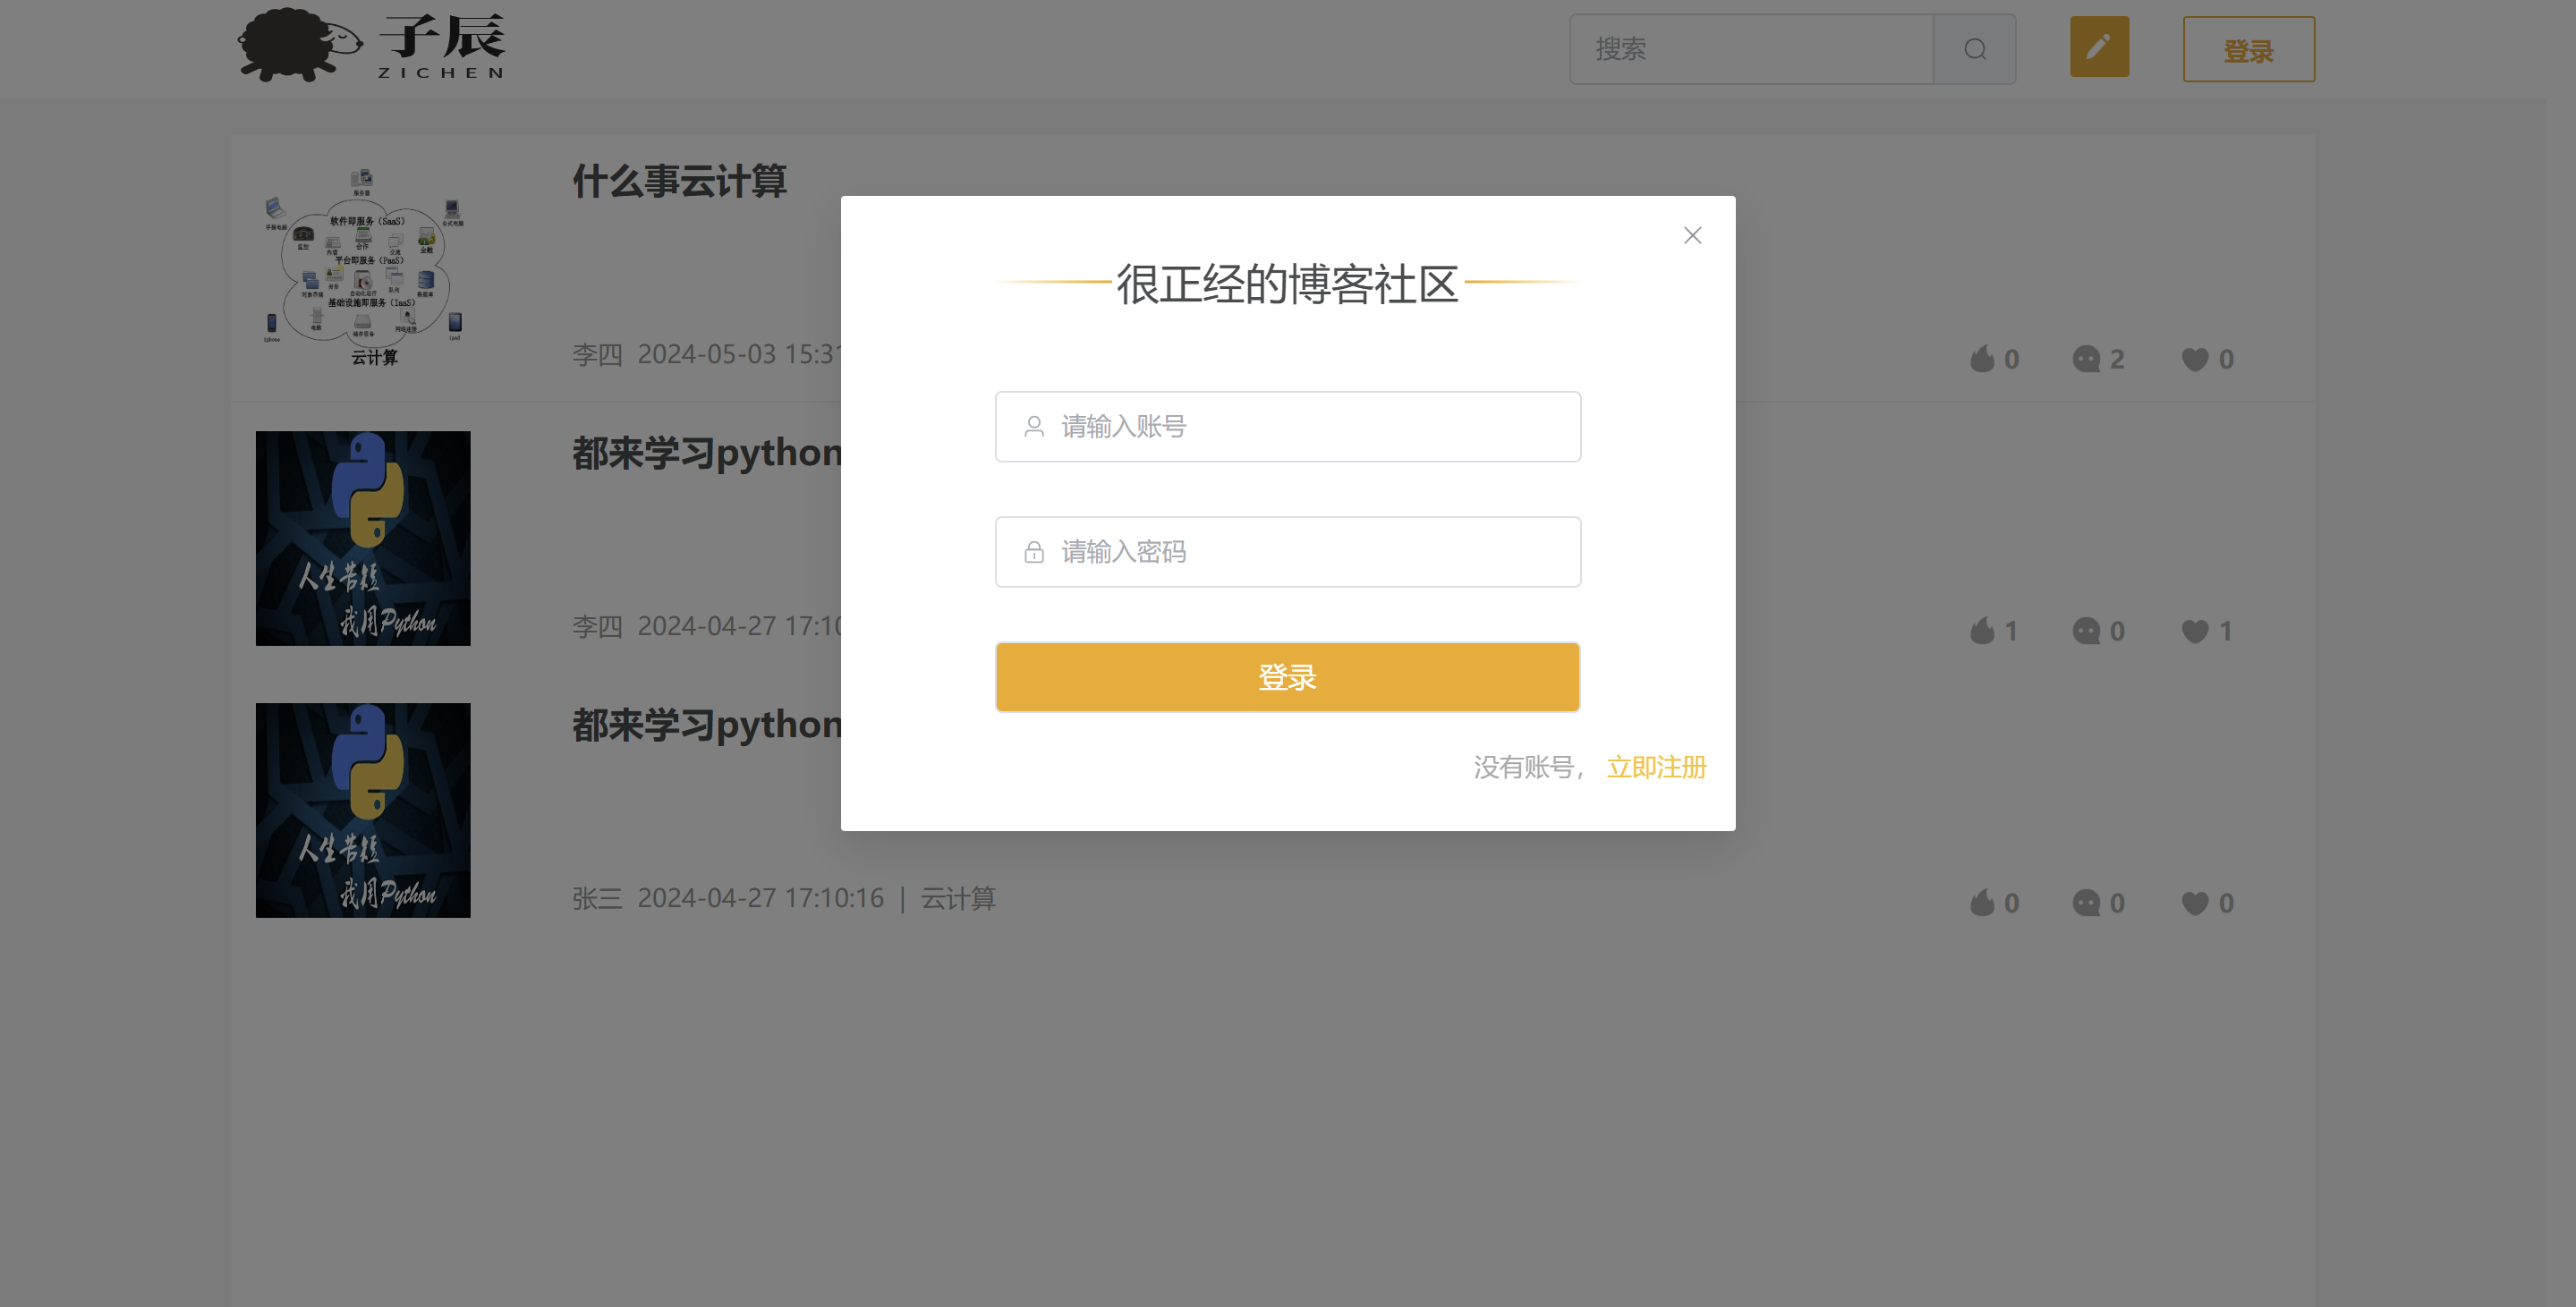 子辰
ZICHEN
搜索
登录
什么事云计算
服务器
软件即服务（SaaS）
平台即服务（PaaS）
基础设施即服务（IaaS）
云计算
李四 2024-05-03 15:31
0 2 0
很正经的博客社区
请输入账号
请输入密码
登录
没有账号， 立即注册
都来学习python
人生苦短
我用Python
李四 2024-04-27 17:10
1 0 1
都来学习python
人生苦短
我用Python
张三 2024-04-27 17:10:16 | 云计算
0 0 0